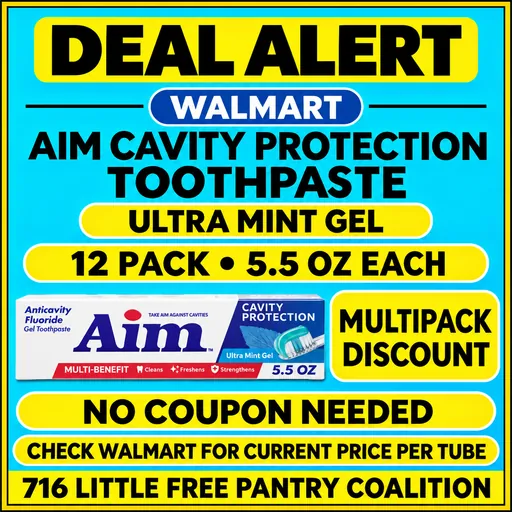 DEAL ALERT
WALMART
AIM CAVITY PROTECTION
TOOTHPASTE
ULTRA MINT GEL
12 PACK • 5.5 OZ EACH
Anticavity
Fluoride
Gel Toothpaste
TAKE AIM AGAINST CAVITIES
Aim™
CAVITY
PROTECTION
Ultra Mint Gel
MULTI-BENEFIT Cleans Freshens Strengthens
5.5 OZ
MULTIPACK
DISCOUNT
NO COUPON NEEDED
CHECK WALMART FOR CURRENT PRICE PER TUBE
716 LITTLE FREE PANTRY COALITION